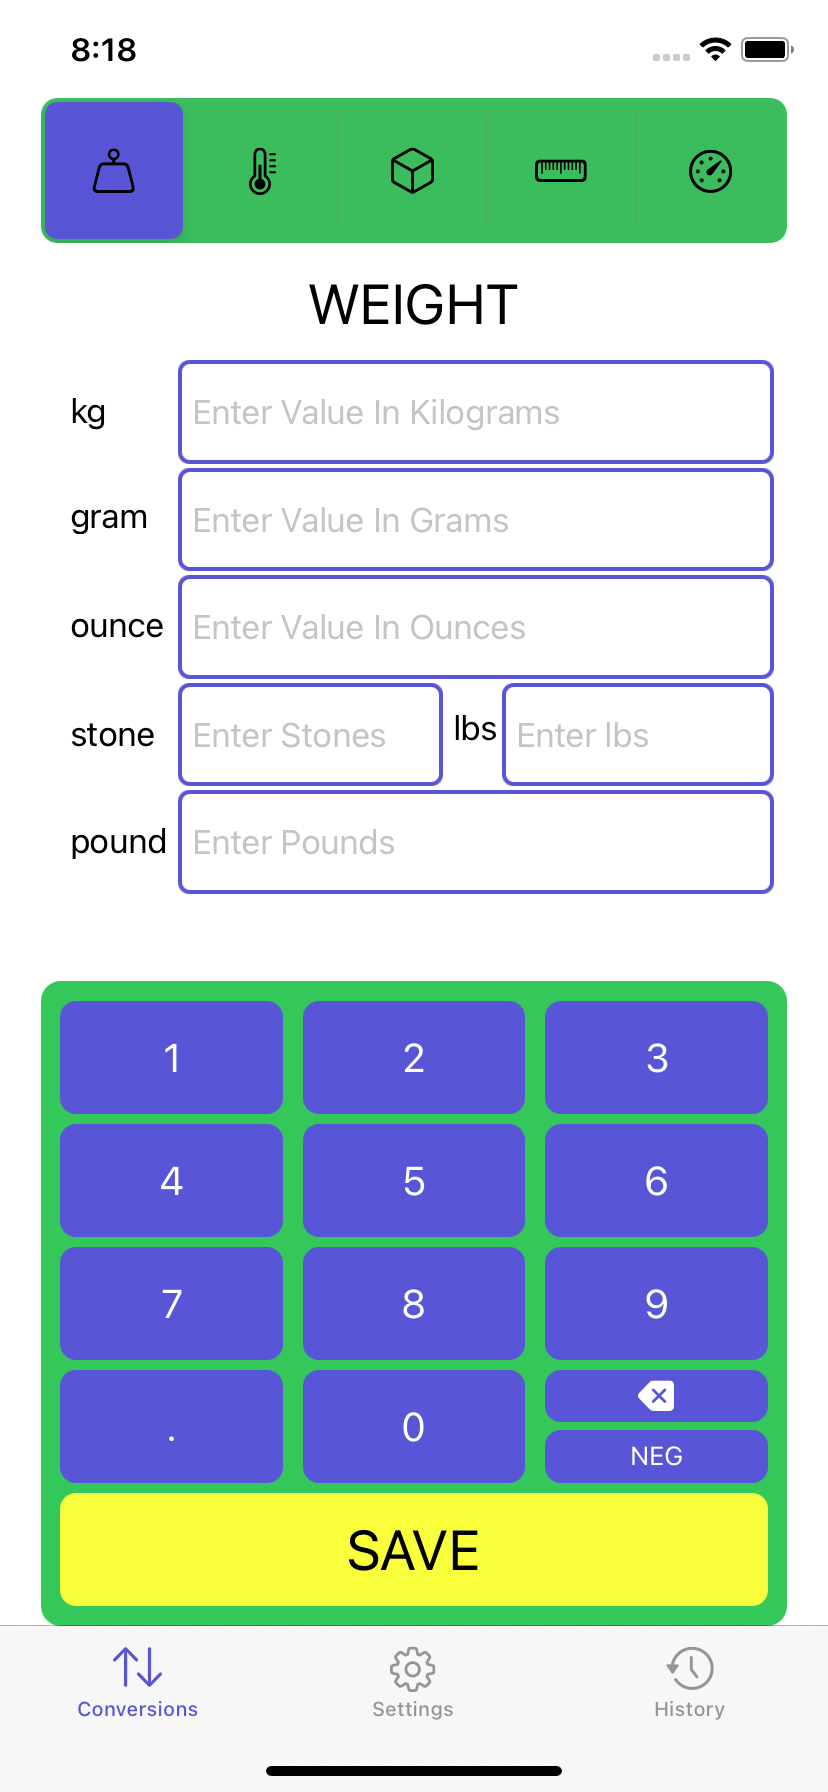 8:18
WEIGHT
kg Enter Value In Kilograms
gram Enter Value In Grams
ounce Enter Value In Ounces
stone Enter Stones lbs Enter lbs
pound Enter Pounds
1 2 3
4 5 6
7 8 9
. 0
NEG
SAVE
Conversions Settings History